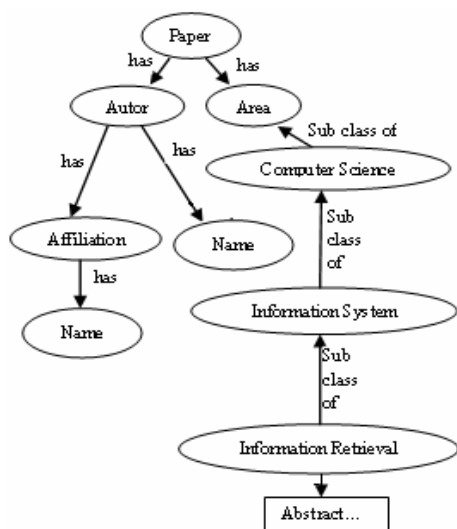 Paper
has
has
Autor
Area
Sub class of
has
has
Computer Science
Affiliation
Name
Sub
class
of
has
Name
Information System
Sub
class
of
Information Retrieval
Abstract...